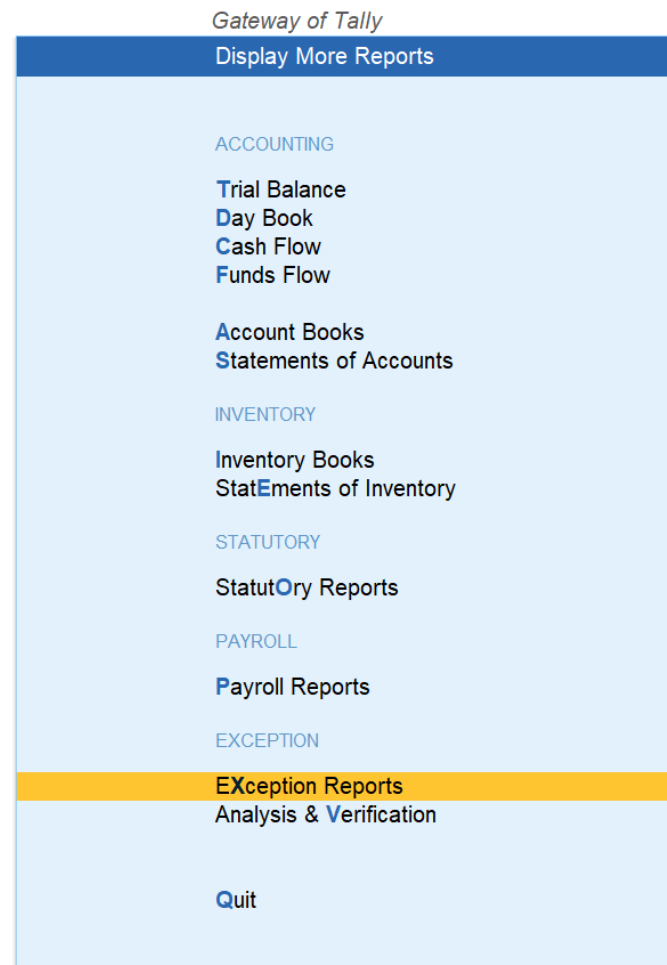 Gateway of Tally
Display More Reports
ACCOUNTING
Trial Balance
Day Book
Cash Flow
Funds Flow
Account Books
Statements of Accounts
INVENTORY
Inventory Books
StatEments of Inventory
STATUTORY
StatutOry Reports
PAYROLL
Payroll Reports
EXCEPTION
EXception Reports
Analysis & Verification
Quit